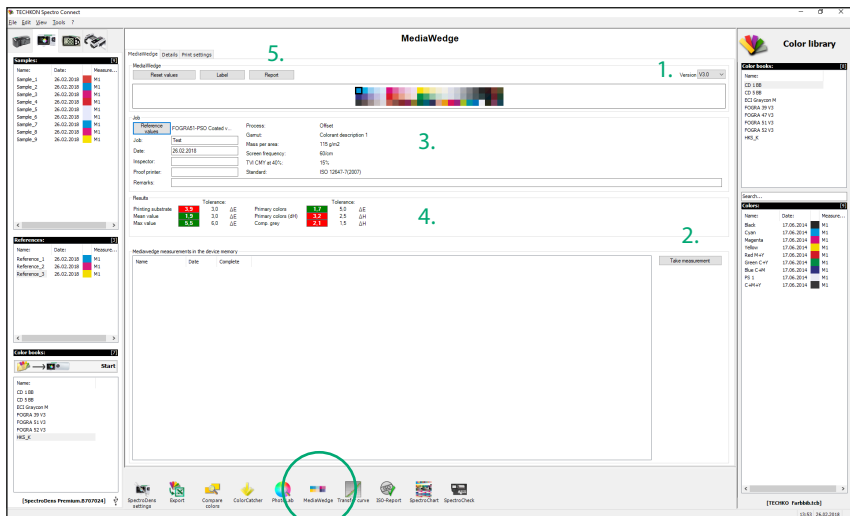 TECHKON Spectro Connect
File Edit View Tools ?
MediaWedge
Color library
Samples: [9]
Name: Date: Measure...
Sample_1 26.02.2018 M1
Sample_2 26.02.2018 M1
Sample_3 26.02.2018 M1
Sample_4 26.02.2018 M1
Sample_5 26.02.2018 M1
Sample_6 26.02.2018 M1
Sample_7 26.02.2018 M1
Sample_8 26.02.2018 M1
Sample_9 26.02.2018 M1
References: [3]
Name: Date: Measure...
Reference_1 26.02.2018 M1
Reference_2 26.02.2018 M1
Reference_3 26.02.2018 M1
Color books: [7]
Start
Name:
CD 1 BB
CD 5 BB
ECI Graycon M
FOGRA 39 V3
FOGRA 51 V3
FOGRA 52 V3
HKS_K
[SpectroDens Premium.B707024]
MediaWedge Details Print settings
5.
MediaWedge
Reset values Label Report
1.
Version V3.0
Job
Reference values FOGRA51-PSO Coated v...
Job: Test
Date: 26.02.2018
Inspector:
Proof printer:
Remarks:
Process: Offset
Gamut: Colorant description 1
Mass per area: 115 g/m2
Screen frequency: 60/cm
TVI CMY at 40%: 15%
Standard: ISO 12647-7(2007)
3.
Results
Tolerance: Tolerance:
Printing substrate 3,9 3.0 ΔE Primary colors 1,7 5.0 ΔE
Mean value 1,9 3.0 ΔE Primary colors (dH) 3,2 2.5 ΔH
Max value 5,5 6.0 ΔE Comp. grey 2,1 1.5 ΔH
4.
2.
Mediawedge measurements in the device memory
Name Date Complete
Take measurement
SpectroDens settings
Export
Compare colors
ColorCatcher
PhotoLab
MediaWedge
Transfer curve
ISO-Report
SpectroChart
SpectroCheck
Color books:
Name:
CD 1 BB
CD 5 BB
ECI Graycon M
FOGRA 39 V3
FOGRA 47 V3
FOGRA 51 V3
FOGRA 52 V3
HKS_K
Search...
Colors: [9]
Name: Date: Measure...
Black 17.06.2014 M1
Cyan 17.06.2014 M1
Magenta 17.06.2014 M1
Yellow 17.06.2014 M1
Red M+Y 17.06.2014 M1
Green C+Y 17.06.2014 M1
Blue C+M 17.06.2014 M1
PS 1 17.06.2014 M1
C+M+Y 17.06.2014 M1
[TECHKO Farbbib.tcb]
13:53 26.02.2018